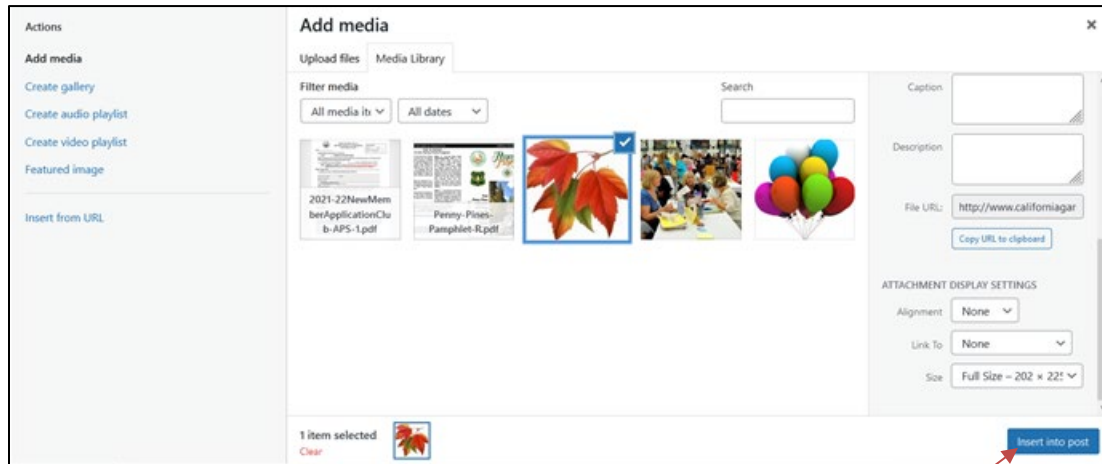 Actions
Add media
Create gallery
Create audio playlist
Create video playlist
Featured image
Insert from URL
Add media
Upload files Media Library
Filter media
All media ite All dates
Search
2021-22NewMem
berApplicationClu
b-APS-1.pdf
Penny-Pines-
Pamphlet-R.pdf
Caption
Description
File URL: http://www.californiagar
Copy URL to clipboard
ATTACHMENT DISPLAY SETTINGS
Alignment None
Link To None
Size Full Size – 202 × 225
1 item selected
Clear
Insert into post